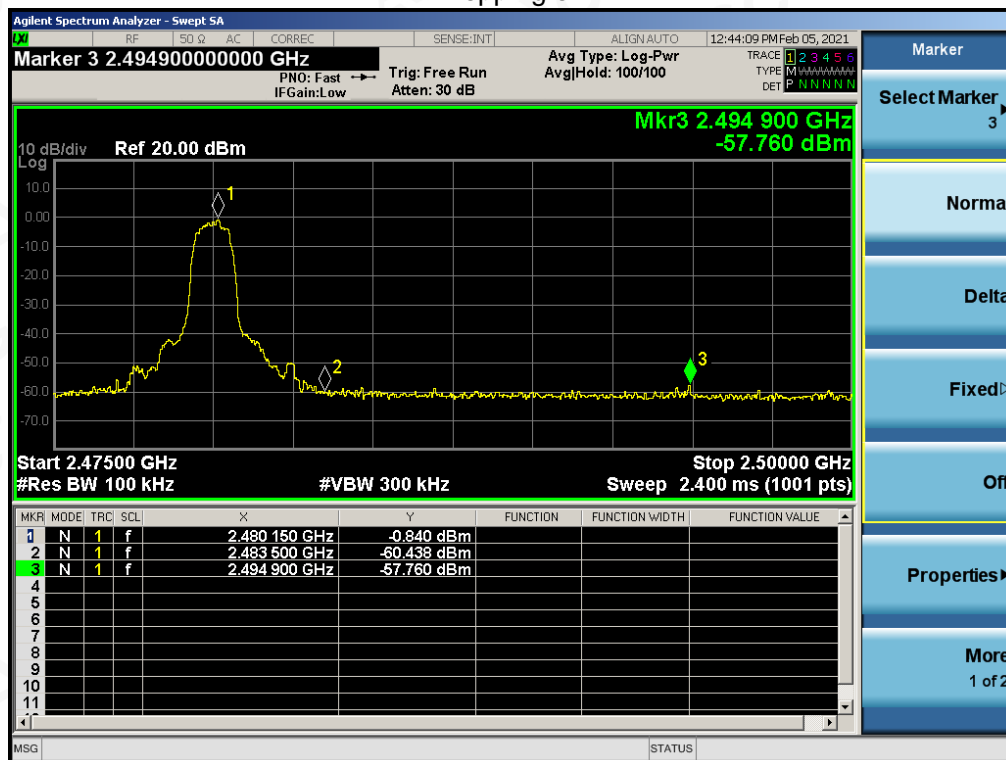 Agilent Spectrum Analyzer - Swept SA
LXI RF 50 Ω AC CORREC SENSE:INT ALIGN AUTO 12:44:09 PM Feb 05, 2021
Marker 3 2.494900000000 GHz
PNO: Fast
IFGain:Low
Trig: Free Run
Atten: 30 dB
Avg Type: Log-Pwr
Avg|Hold: 100/100
TRACE 1 2 3 4 5 6
TYPE M
DET P N N N N N
Mkr3 2.494 900 GHz
-57.760 dBm
10 dB/div Ref 20.00 dBm
Log
10.0
0.00
-10.0
-20.0
-30.0
-40.0
-50.0
-60.0
-70.0
1
2
3
Start 2.47500 GHz Stop 2.50000 GHz
#Res BW 100 kHz #VBW 300 kHz Sweep 2.400 ms (1001 pts)
MKR MODE TRC SCL X Y FUNCTION FUNCTION WIDTH FUNCTION VALUE
1 N 1 f 2.480 150 GHz -0.840 dBm
2 N 1 f 2.483 500 GHz -60.438 dBm
3 N 1 f 2.494 900 GHz -57.760 dBm
4
5
6
7
8
9
10
11
MSG STATUS
Marker
Select Marker
3
Norma
Delta
Fixed
Off
Properties
More
1 of 2